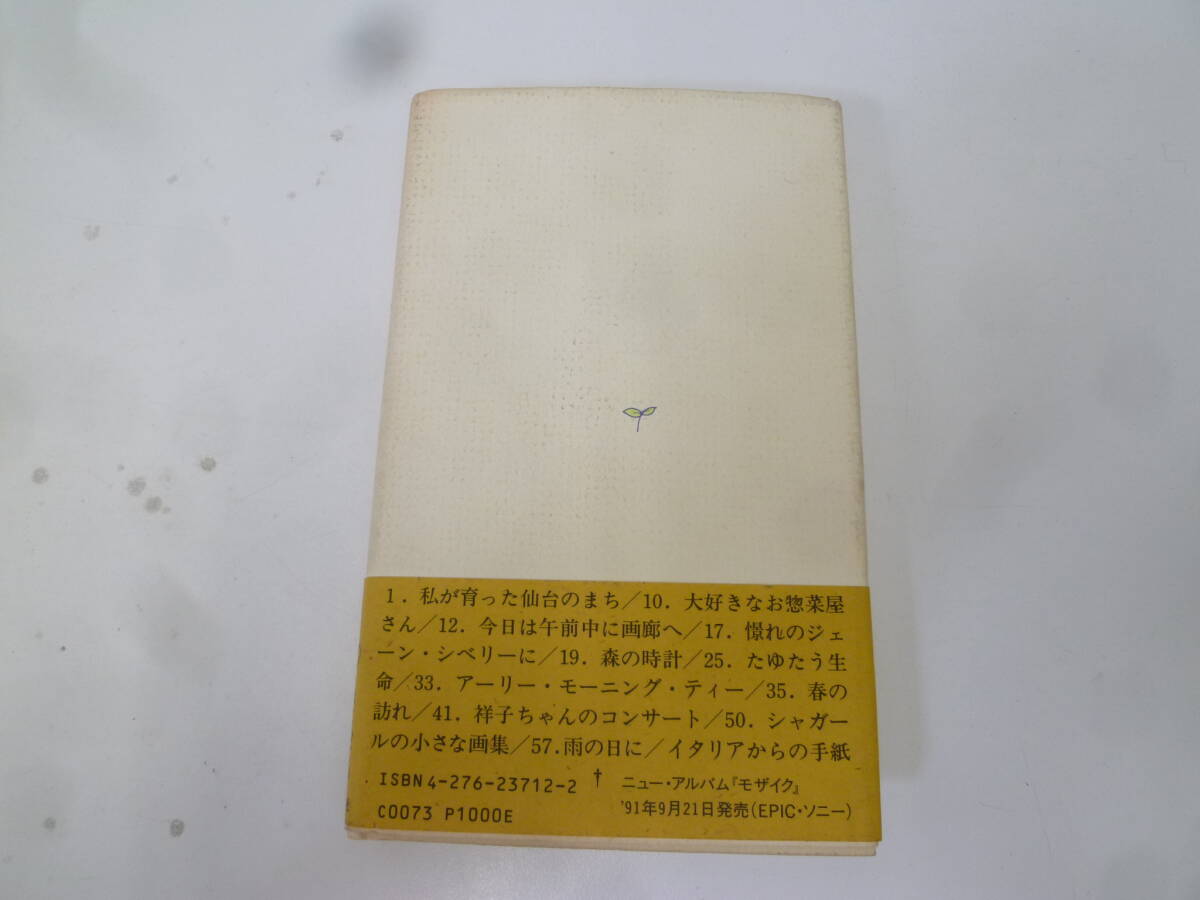 1. 私が育った仙台のまち/10. 大好きなお惣菜屋
さん/12. 今日は午前中に画廊へ/17. 憬れのジェ
ーン・シベリーに/19. 森の時計/25. たゆたう生
命/33. アーリー・モーニング・ティー/35. 春の
訪れ/41. 祥子ちゃんのコンサート/50. シャガー
ルの小さな画集/57.雨の日に/イタリアからの手紙
ISBN4-276-23712-2 † ニュー・アルバム『モザイク』
C0073 P1000E '91年9月21日発売(EPIC・ソニー)